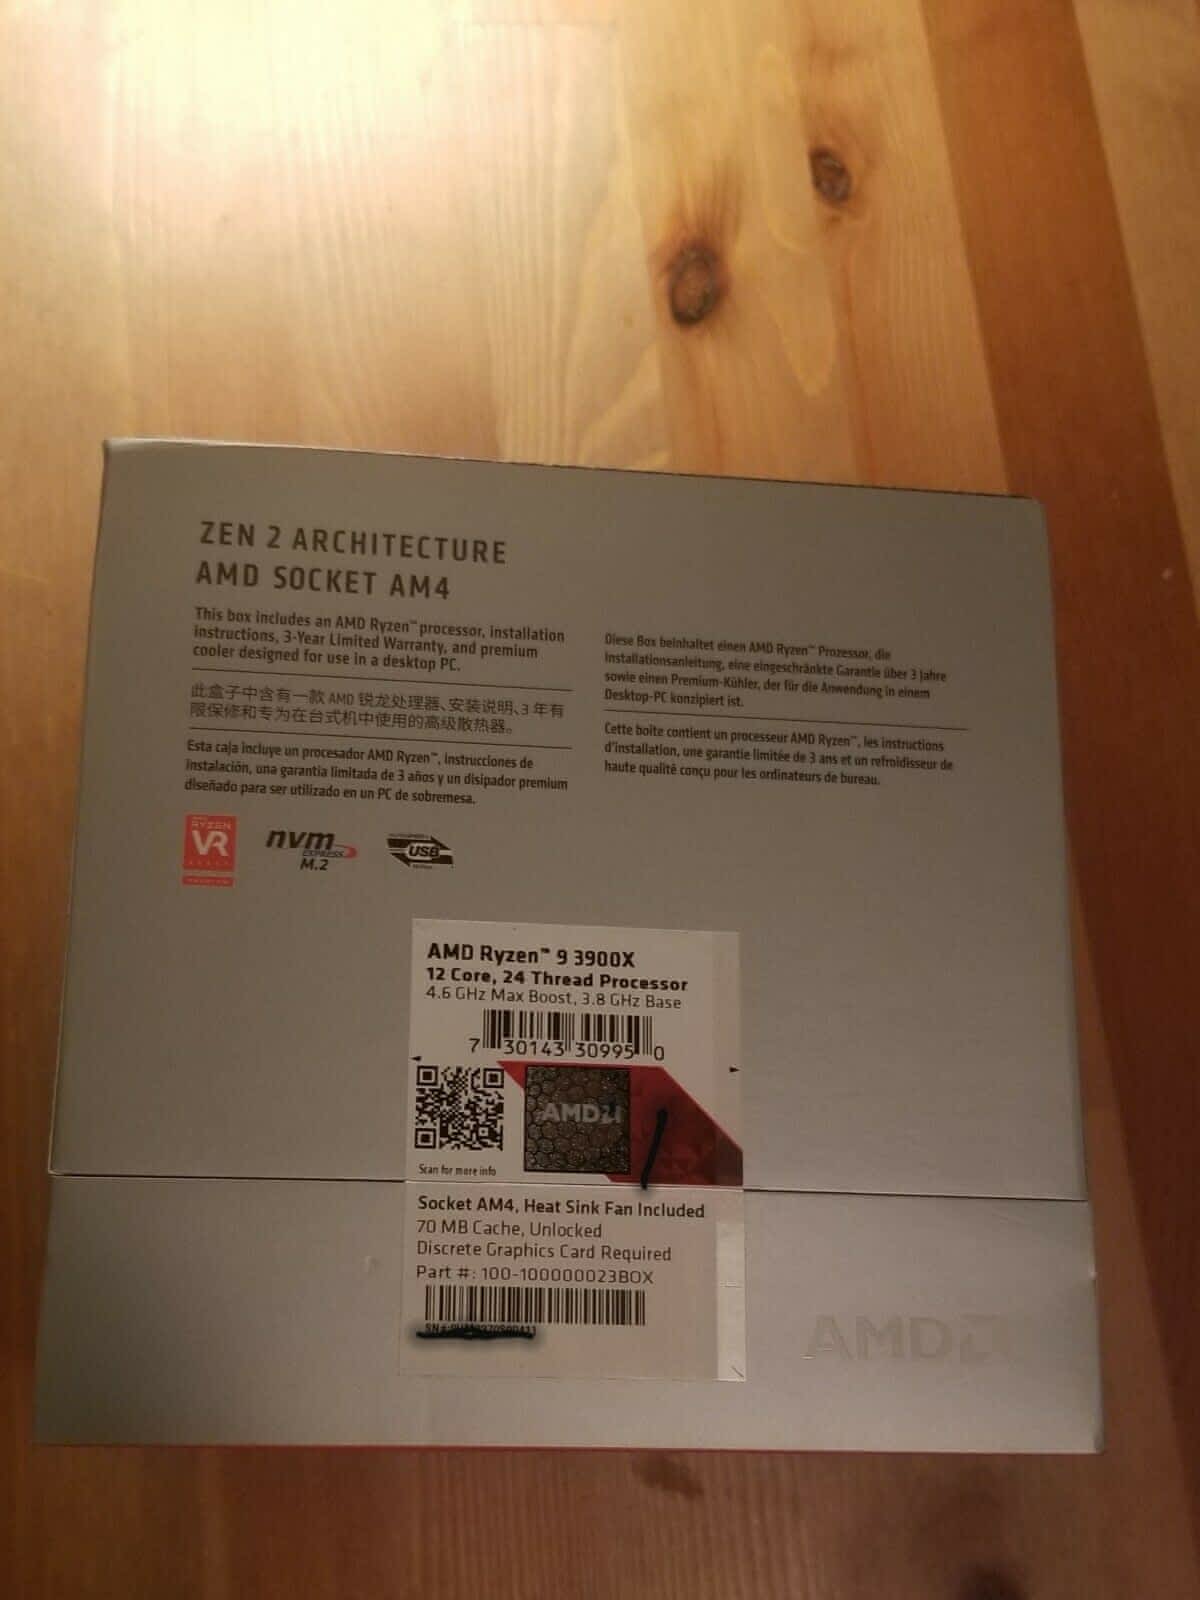 ZEN 2 ARCHITECTURE
AMD SOCKET AM4
This box includes an AMD Ryzen™ processor, installation
instructions, 3-Year Limited Warranty, and premium
cooler designed for use in a desktop PC.
此盒子中含有一款 AMD 锐龙处理器、安装说明、3 年有
限保修和专为在台式机中使用的高级散热器。
Esta caja incluye un procesador AMD Ryzen™, instrucciones de
instalación, una garantía limitada de 3 años y un disipador premium
diseñado para ser utilizado en un PC de sobremesa.
Diese Box beinhaltet einen AMD Ryzen™ Prozessor, die
Installationsanleitung, eine eingeschränkte Garantie über 3 Jahre
sowie einen Premium-Kühler, der für die Anwendung in einem
Desktop-PC konzipiert ist.
Cette boîte contient un processeur AMD Ryzen™, les instructions
d'installation, une garantie limitée de 3 ans et un refroidisseur de
haute qualité conçu pour les ordinateurs de bureau.
RYZEN
VR
nvm
EXPRESS
M.2
USB
AMD Ryzen™ 9 3900X
12 Core, 24 Thread Processor
4.6 GHz Max Boost, 3.8 GHz Base
7 30143 30995 0
AMD
Scan for more info
Socket AM4, Heat Sink Fan Included
70 MB Cache, Unlocked
Discrete Graphics Card Required
Part #: 100-100000023BOX
AMD